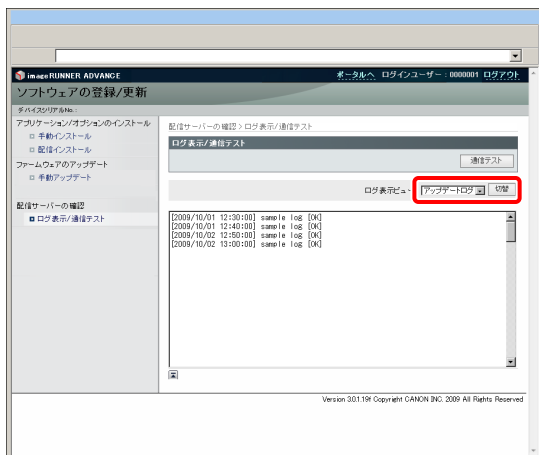 imageRUNNER ADVANCE
ポータルへ ログインユーザー : 0000001 ログアウト
ソフトウェアの登録/更新
デバイスシリアルNo.:
アプリケーション/オプションのインストール
手動インストール
配信インストール
ファームウェアのアップデート
手動アップデート
配信サーバーの確認
ログ表示/通信テスト
配信サーバーの確認 > ログ表示/通信テスト
ログ表示/通信テスト
通信テスト
ログ表示ビュー
アップデートログ
切替
[2009/10/01 12:30:00] sample log [OK]
[2009/10/01 12:40:00] sample log [OK]
[2009/10/02 12:50:00] sample log [OK]
[2009/10/02 13:00:00] sample log [OK]
Version 3.0.1.19f Copyright CANON INC. 2009 All Rights Reserved